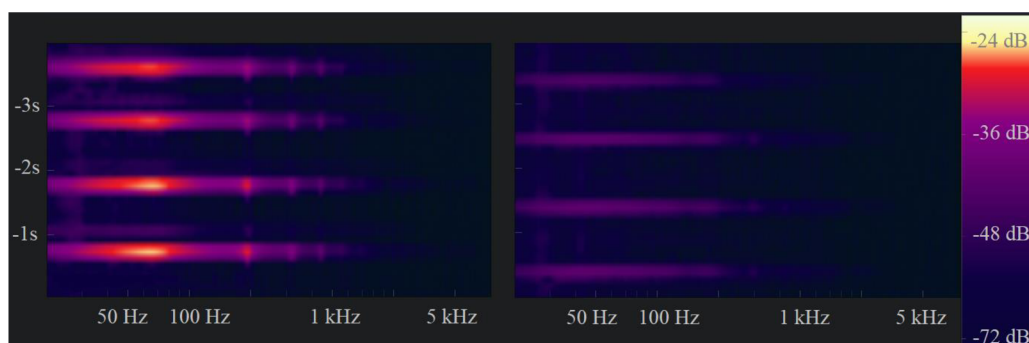 -3s
-2s
-1s
50 Hz 100 Hz 1 kHz 5 kHz
50 Hz 100 Hz 1 kHz 5 kHz
-24 dB
-36 dB
-48 dB
-72 dB